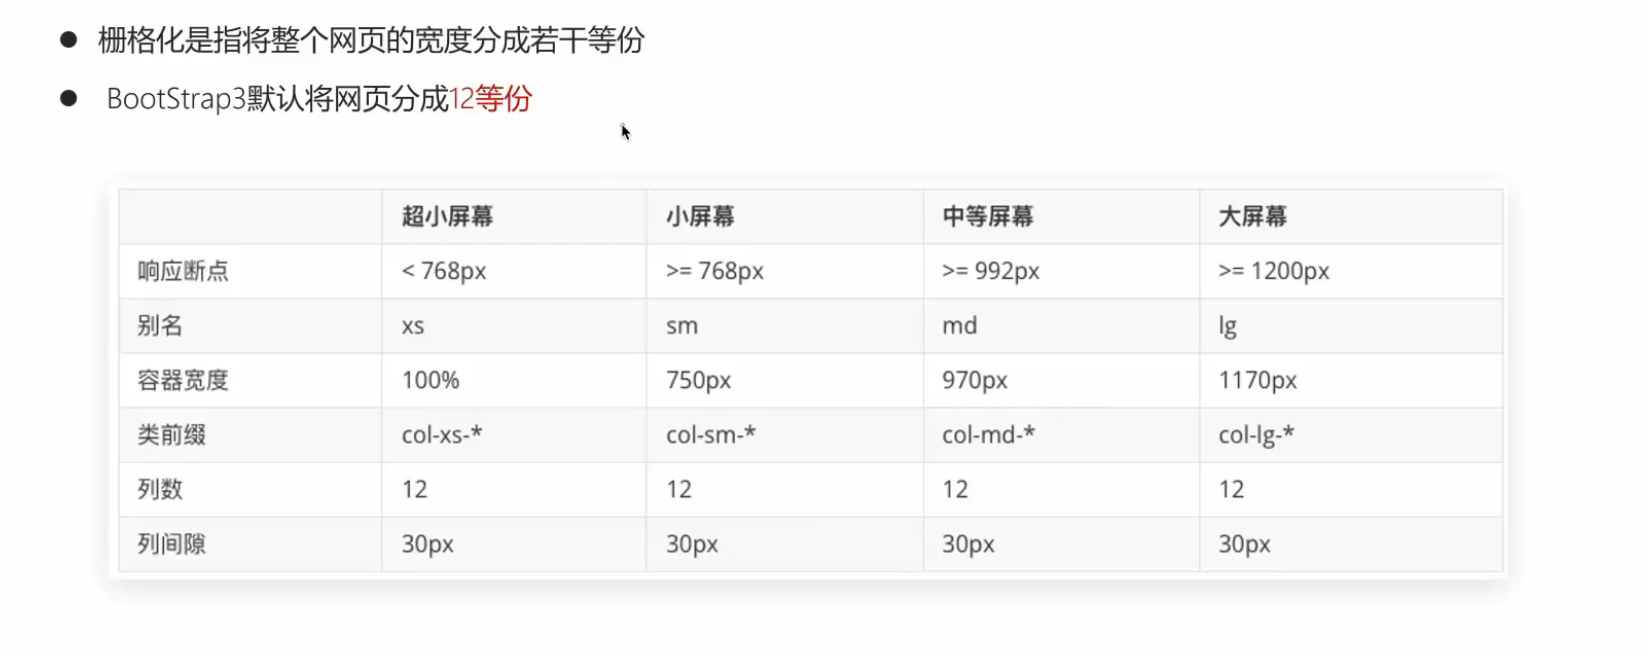 栅格化是指将整个网页的宽度分成若干等份
BootStrap3默认将网页分成12等份
超小屏幕 小屏幕 中等屏幕 大屏幕
响应断点 < 768px >= 768px >= 992px >= 1200px
别名 xs sm md lg
容器宽度 100% 750px 970px 1170px
类前缀 col-xs-* col-sm-* col-md-* col-lg-*
列数 12 12 12 12
列间隙 30px 30px 30px 30px